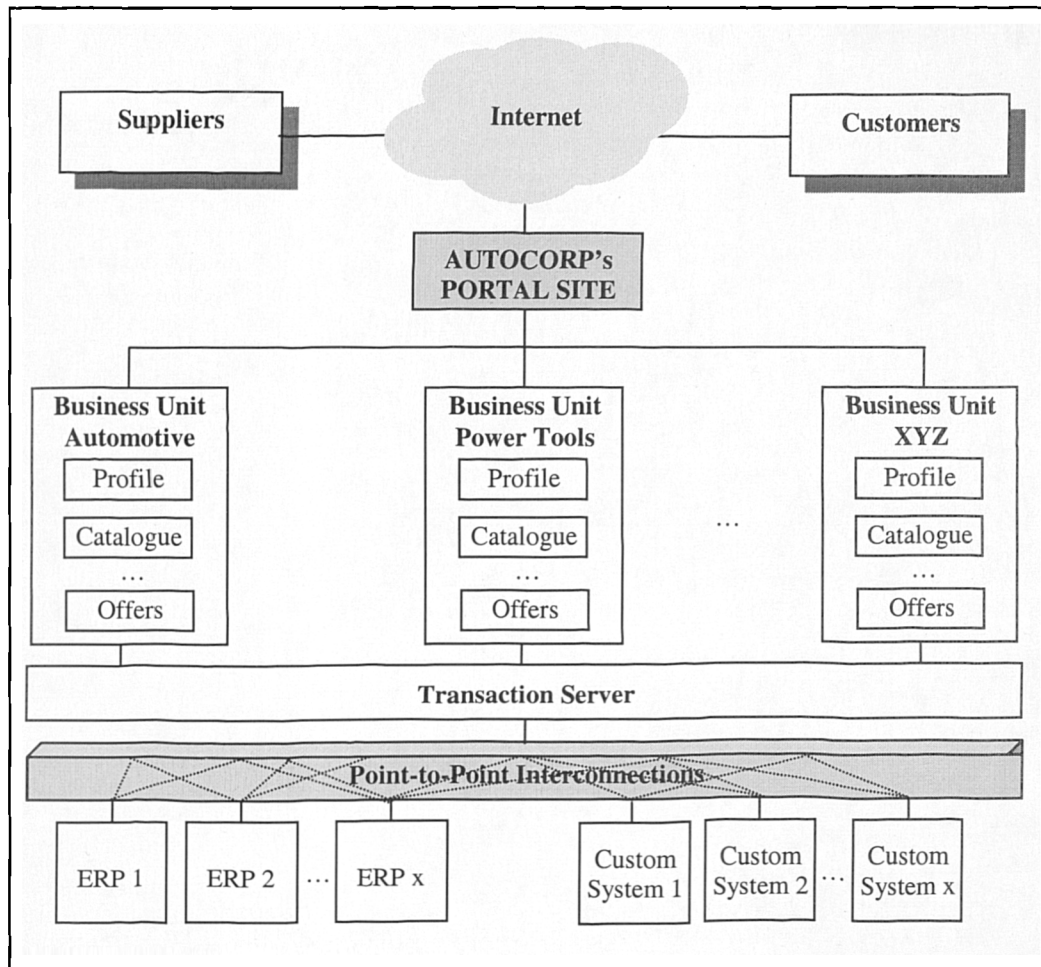 Suppliers
Internet
Customers
AUTOCORP's
PORTAL SITE
Business Unit
Automotive
Profile
Catalogue
...
Offers
Business Unit
Power Tools
Profile
Catalogue
...
Offers
...
Business Unit
XYZ
Profile
Catalogue
...
Offers
Transaction Server
Point-to-Point Interconnections
ERP 1
ERP 2
...
ERP x
Custom
System 1
Custom
System 2
...
Custom
System x